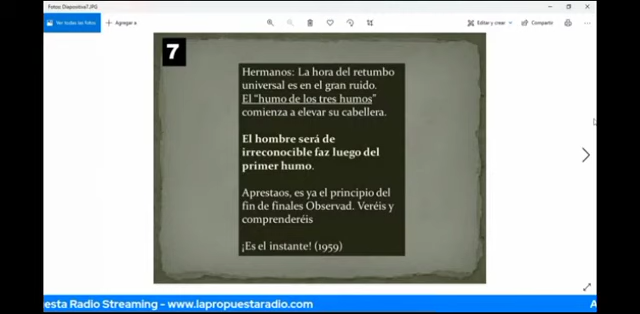 Fotos: Diapositiva7.JPG
Ver todas las fotos
+ Agregar a
Editar y crear
Compartir
7
Hermanos: La hora del retumbo
universal es en el gran ruido.
El “humo de los tres humos”
comienza a elevar su cabellera.
El hombre será de
irreconocible faz luego del
primer humo.
Aprestaos, es ya el principio del
fin de finales Observad. Veréis y
comprenderéis
¡Es el instante! (1959)
esta Radio Streaming - www.lapropuestaradio.com
A